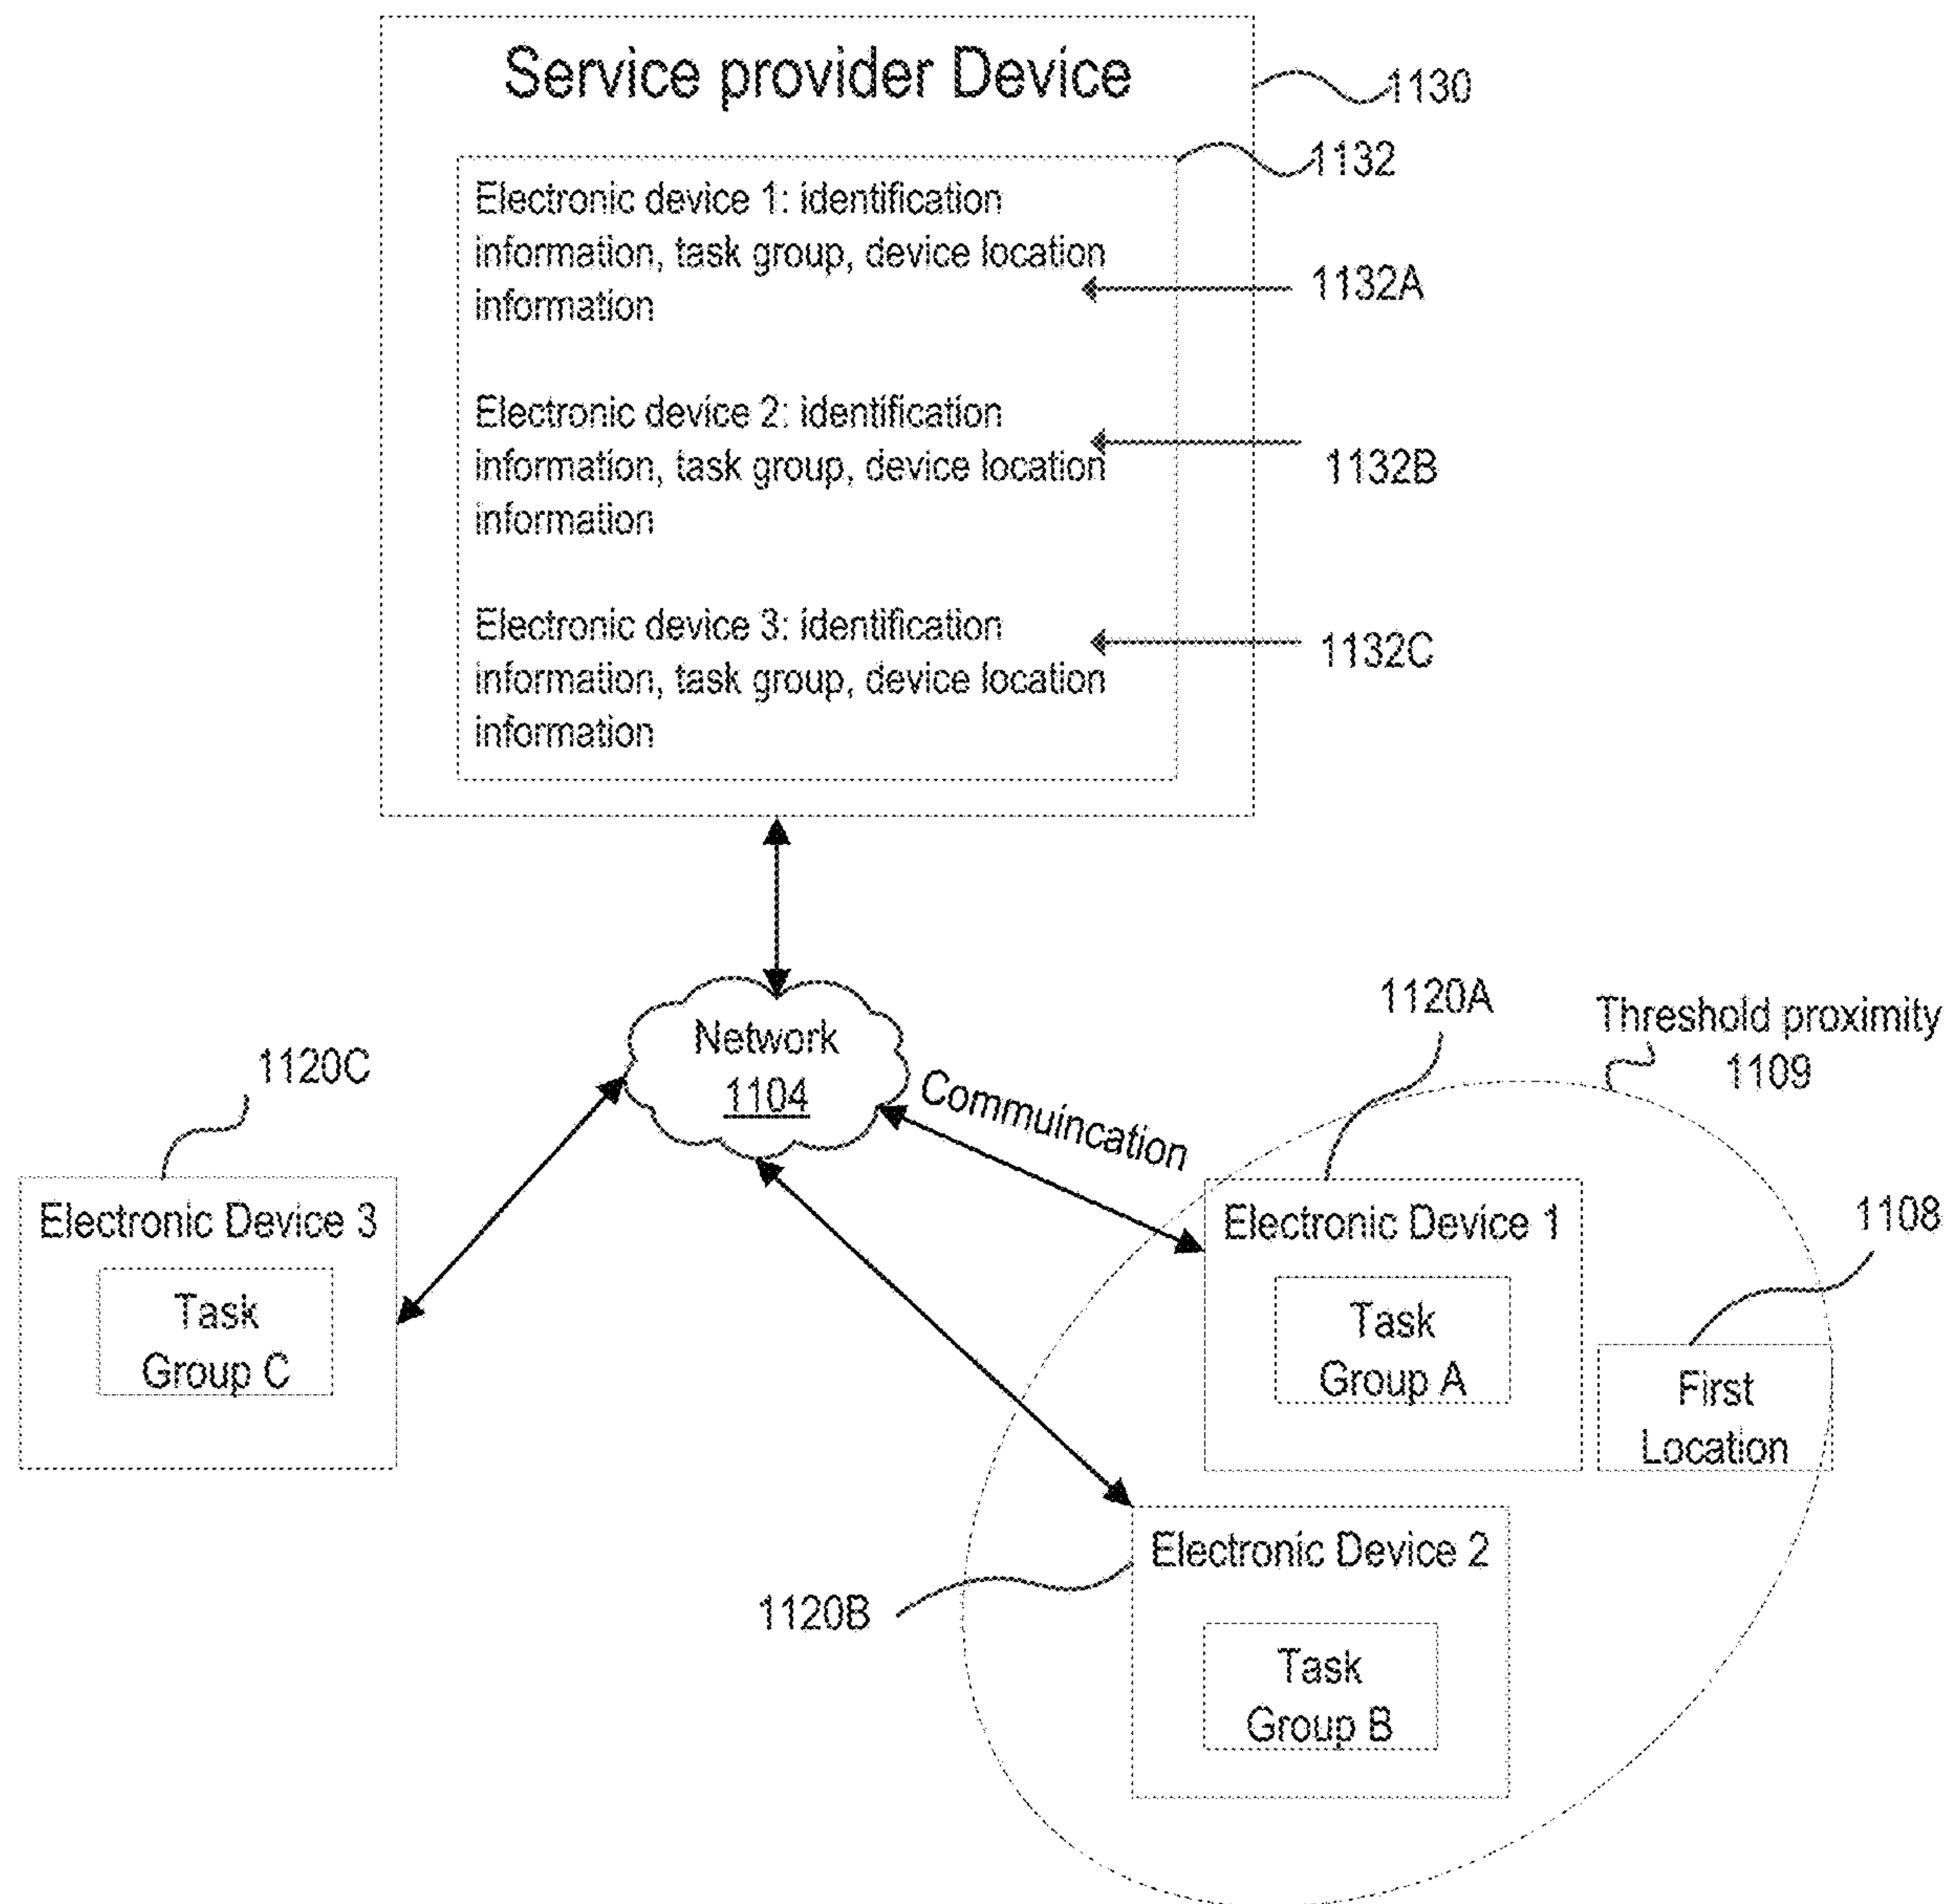 Service provider Device
1130
1132
Electronic device 1: identification
information, task group, device location
information
1132A
Electronic device 2: identification
information, task group, device location
information
1132B
Electronic device 3: identification
information, task group, device location
information
1132C
Network
1104
Commuincation
1120A
Threshold proximity
1109
1120C
Electronic Device 3
Task
Group C
Electronic Device 1
Task
Group A
1108
First
Location
1120B
Electronic Device 2
Task
Group B